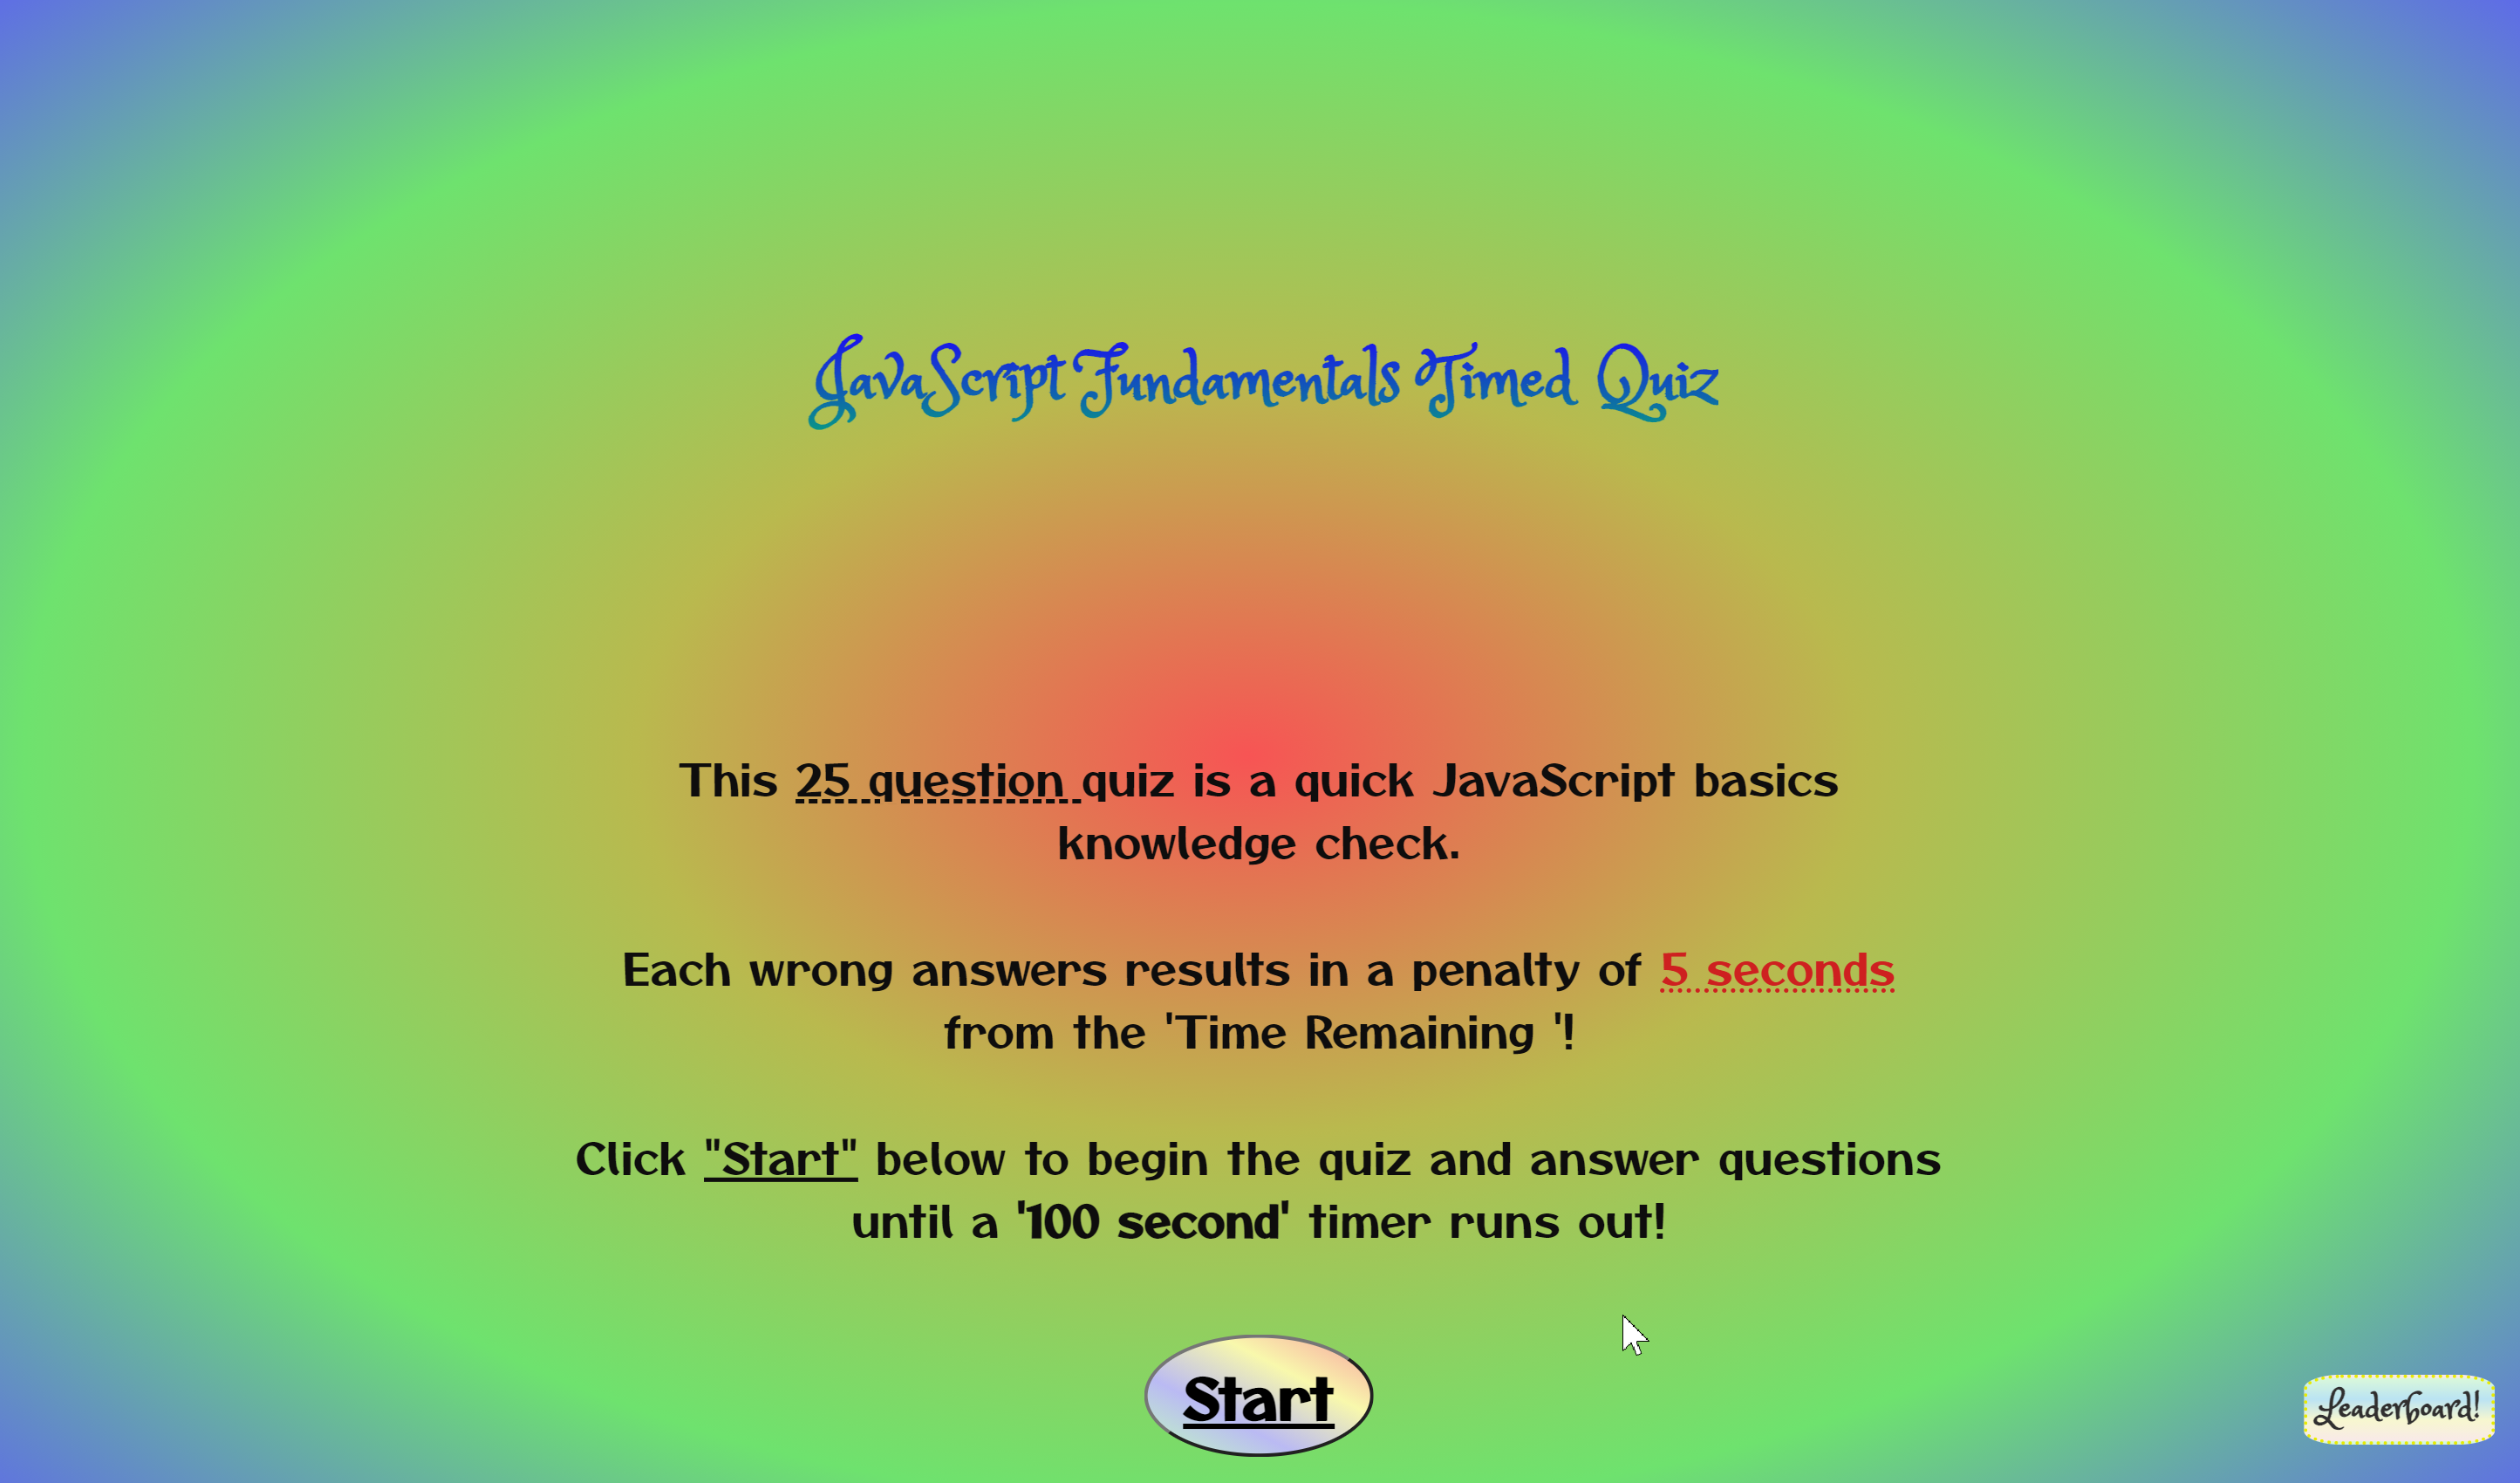 JavaScript Fundamentals Timed Quiz
This 25 question quiz is a quick JavaScript basics
knowledge check.
Each wrong answers results in a penalty of 5 seconds
from the 'Time Remaining '!
Click "Start" below to begin the quiz and answer questions
until a '100 second' timer runs out!
Start
Leaderboard!